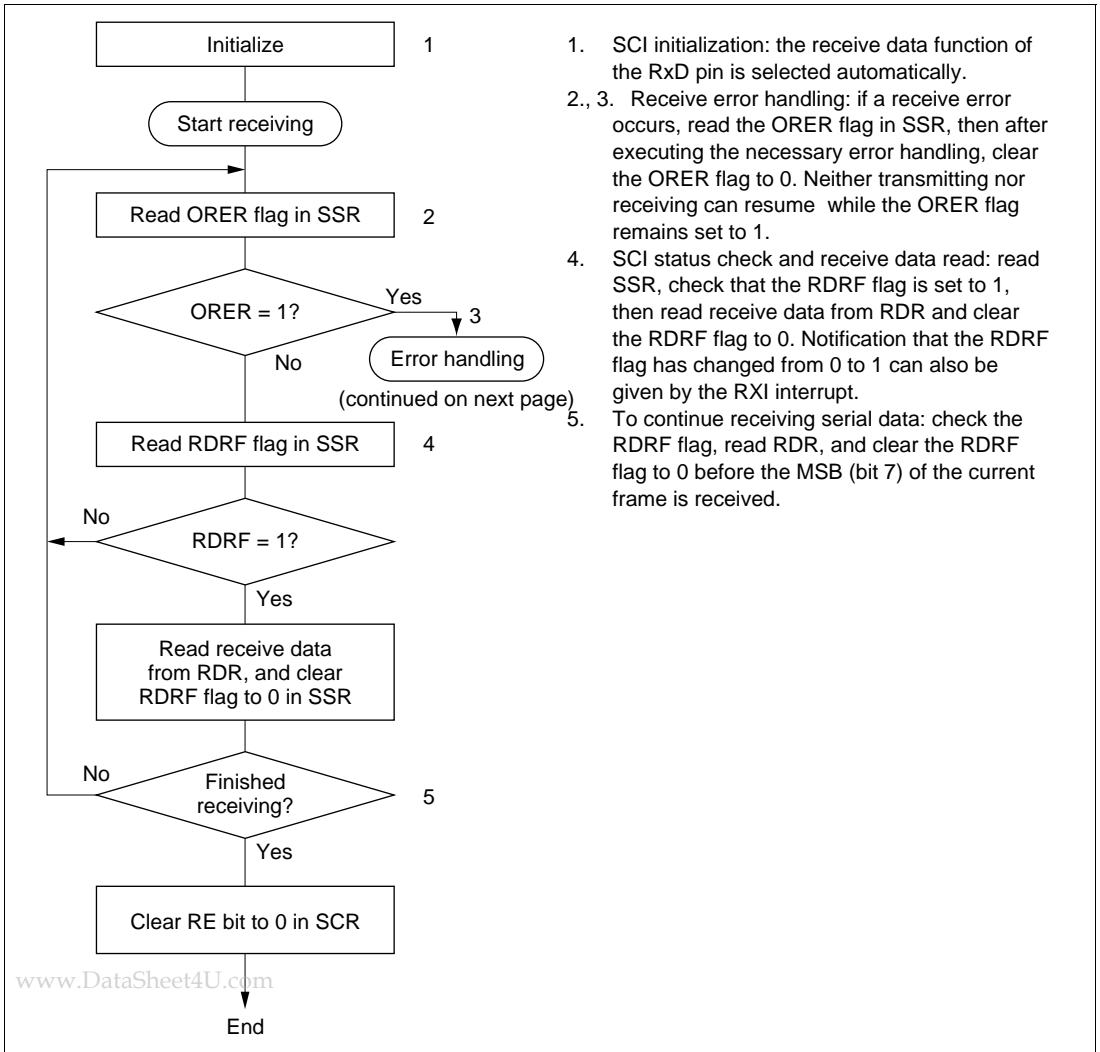 Initialize
1
Start receiving
Read ORER flag in SSR
2
ORER = 1?
Yes
3
No
Error handling
(continued on next page)
Read RDRF flag in SSR
4
No
RDRF = 1?
Yes
Read receive data
from RDR, and clear
RDRF flag to 0 in SSR
No
Finished
receiving?
5
Yes
Clear RE bit to 0 in SCR
www.DataSheet4U.com
End
1. SCI initialization: the receive data function of
the RxD pin is selected automatically.
2., 3. Receive error handling: if a receive error
occurs, read the ORER flag in SSR, then after
executing the necessary error handling, clear
the ORER flag to 0. Neither transmitting nor
receiving can resume while the ORER flag
remains set to 1.
4. SCI status check and receive data read: read
SSR, check that the RDRF flag is set to 1,
then read receive data from RDR and clear
the RDRF flag to 0. Notification that the RDRF
flag has changed from 0 to 1 can also be
given by the RXI interrupt.
5. To continue receiving serial data: check the
RDRF flag, read RDR, and clear the RDRF
flag to 0 before the MSB (bit 7) of the current
frame is received.